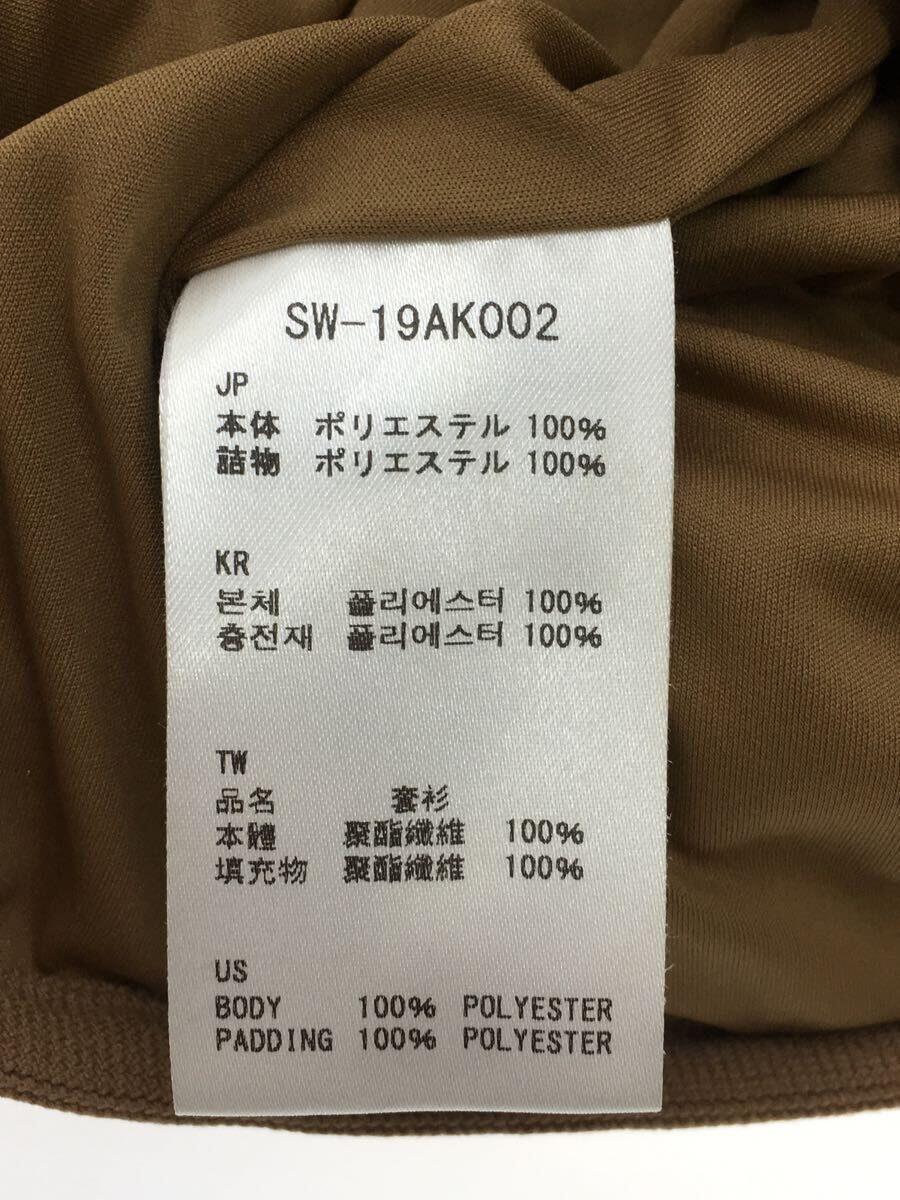 SW-19AK002
JP
本体 ポリエステル 100%
詰物 ポリエステル 100%
KR
본체 폴리에스터 100%
충전재 폴리에스터 100%
TW
品名 套衫
本體 聚酯纖維 100%
填充物 聚酯纖維 100%
US
BODY 100% POLYESTER
PADDING 100% POLYESTER